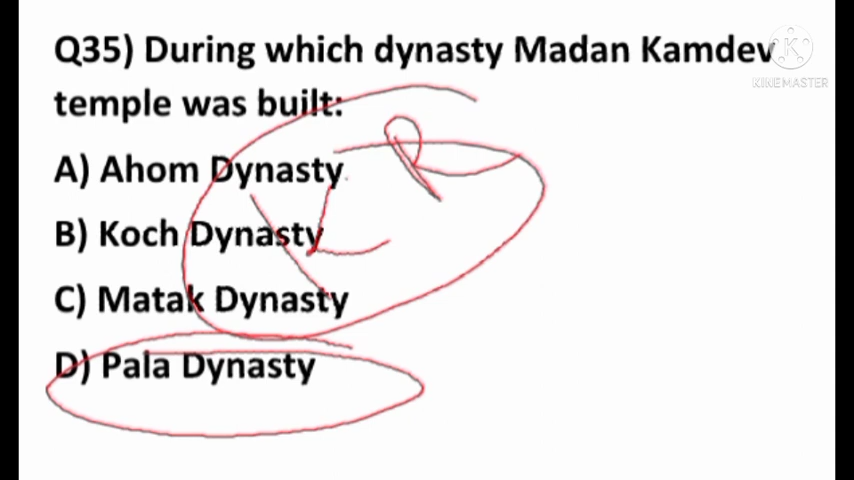 Q35) During which dynasty Madan Kamdev
temple was built:
A) Ahom Dynasty
B) Koch Dynasty
C) Matak Dynasty
D) Pala Dynasty
KINEMASTER